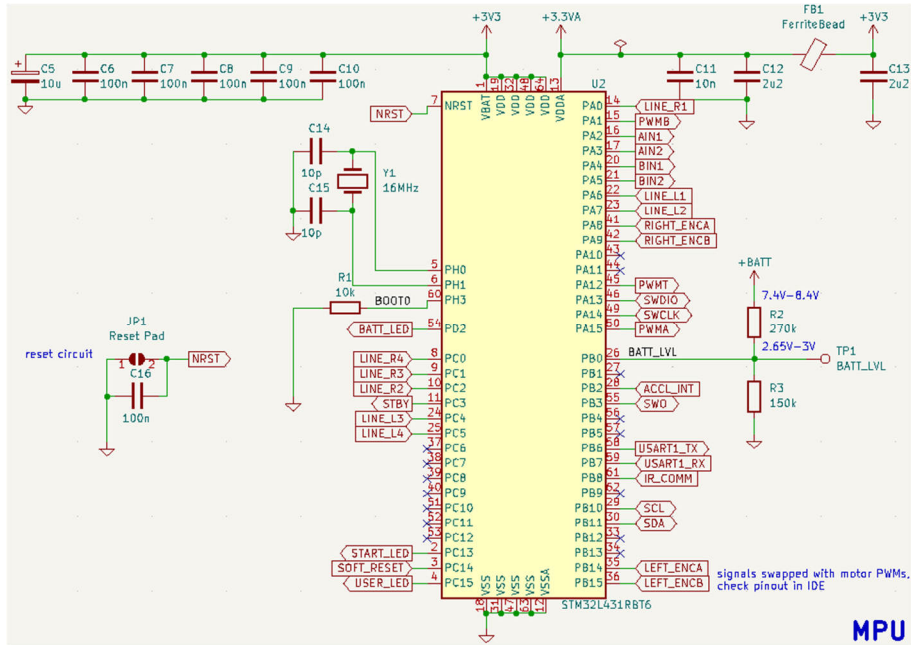 +3V3
+3.3VA
FB1
FerriteBead
+3V3
C5
10u
C6
100n
C7
100n
C8
100n
C9
100n
C10
100n
C11
10n
C12
2u2
C13
2u2
U2
1
19
32
48
64
13
VBAT
VDD
VDD
VDD
VDD
VDDA
NRST
7
NRST
C14
10p
C15
10p
Y1
16MHz
5
PH0
6
PH1
R1
10k
BOOT0
60
PH3
BATT_LED
54
PD2
JP1
Reset Pad
reset circuit
1
2
NRST
C16
100n
LINE_R4
8
PC0
LINE_R3
9
PC1
LINE_R2
10
PC2
STBY
11
PC3
LINE_L3
24
PC4
LINE_L4
25
PC5
37
PC6
38
PC7
39
PC8
40
PC9
51
PC10
52
PC11
53
PC12
START_LED
2
PC13
SOFT_RESET
3
PC14
USER_LED
4
PC15
PA0
14
LINE_R1
PA1
15
PWMB
PA2
16
AIN1
PA3
17
AIN2
PA4
20
BIN1
PA5
21
BIN2
PA6
22
LINE_L1
PA7
23
LINE_L2
PA8
41
RIGHT_ENCA
PA9
42
RIGHT_ENCB
PA10
43
PA11
44
PA12
45
PWMT
PA13
46
SWDIO
PA14
49
SWCLK
PA15
50
PWMA
PB0
26
BATT_LVL
PB1
27
PB2
28
ACCL_INT
PB3
55
SWO
PB4
56
PB5
57
PB6
58
USART1_TX
PB7
59
USART1_RX
PB8
61
IR_COMM
PB9
62
PB10
29
SCL
PB11
30
SDA
PB12
33
PB13
34
PB14
35
LEFT_ENCA
PB15
36
LEFT_ENCB
+BATT
7.4V-8.4V
R2
270k
2.65V-3V
TP1
BATT_LVL
R3
150k
signals swapped with motor PWMs,
check pinout in IDE
VSS
VSS
VSS
VSS
VSSA
18
31
47
63
12
STM32L431RBT6
MPU